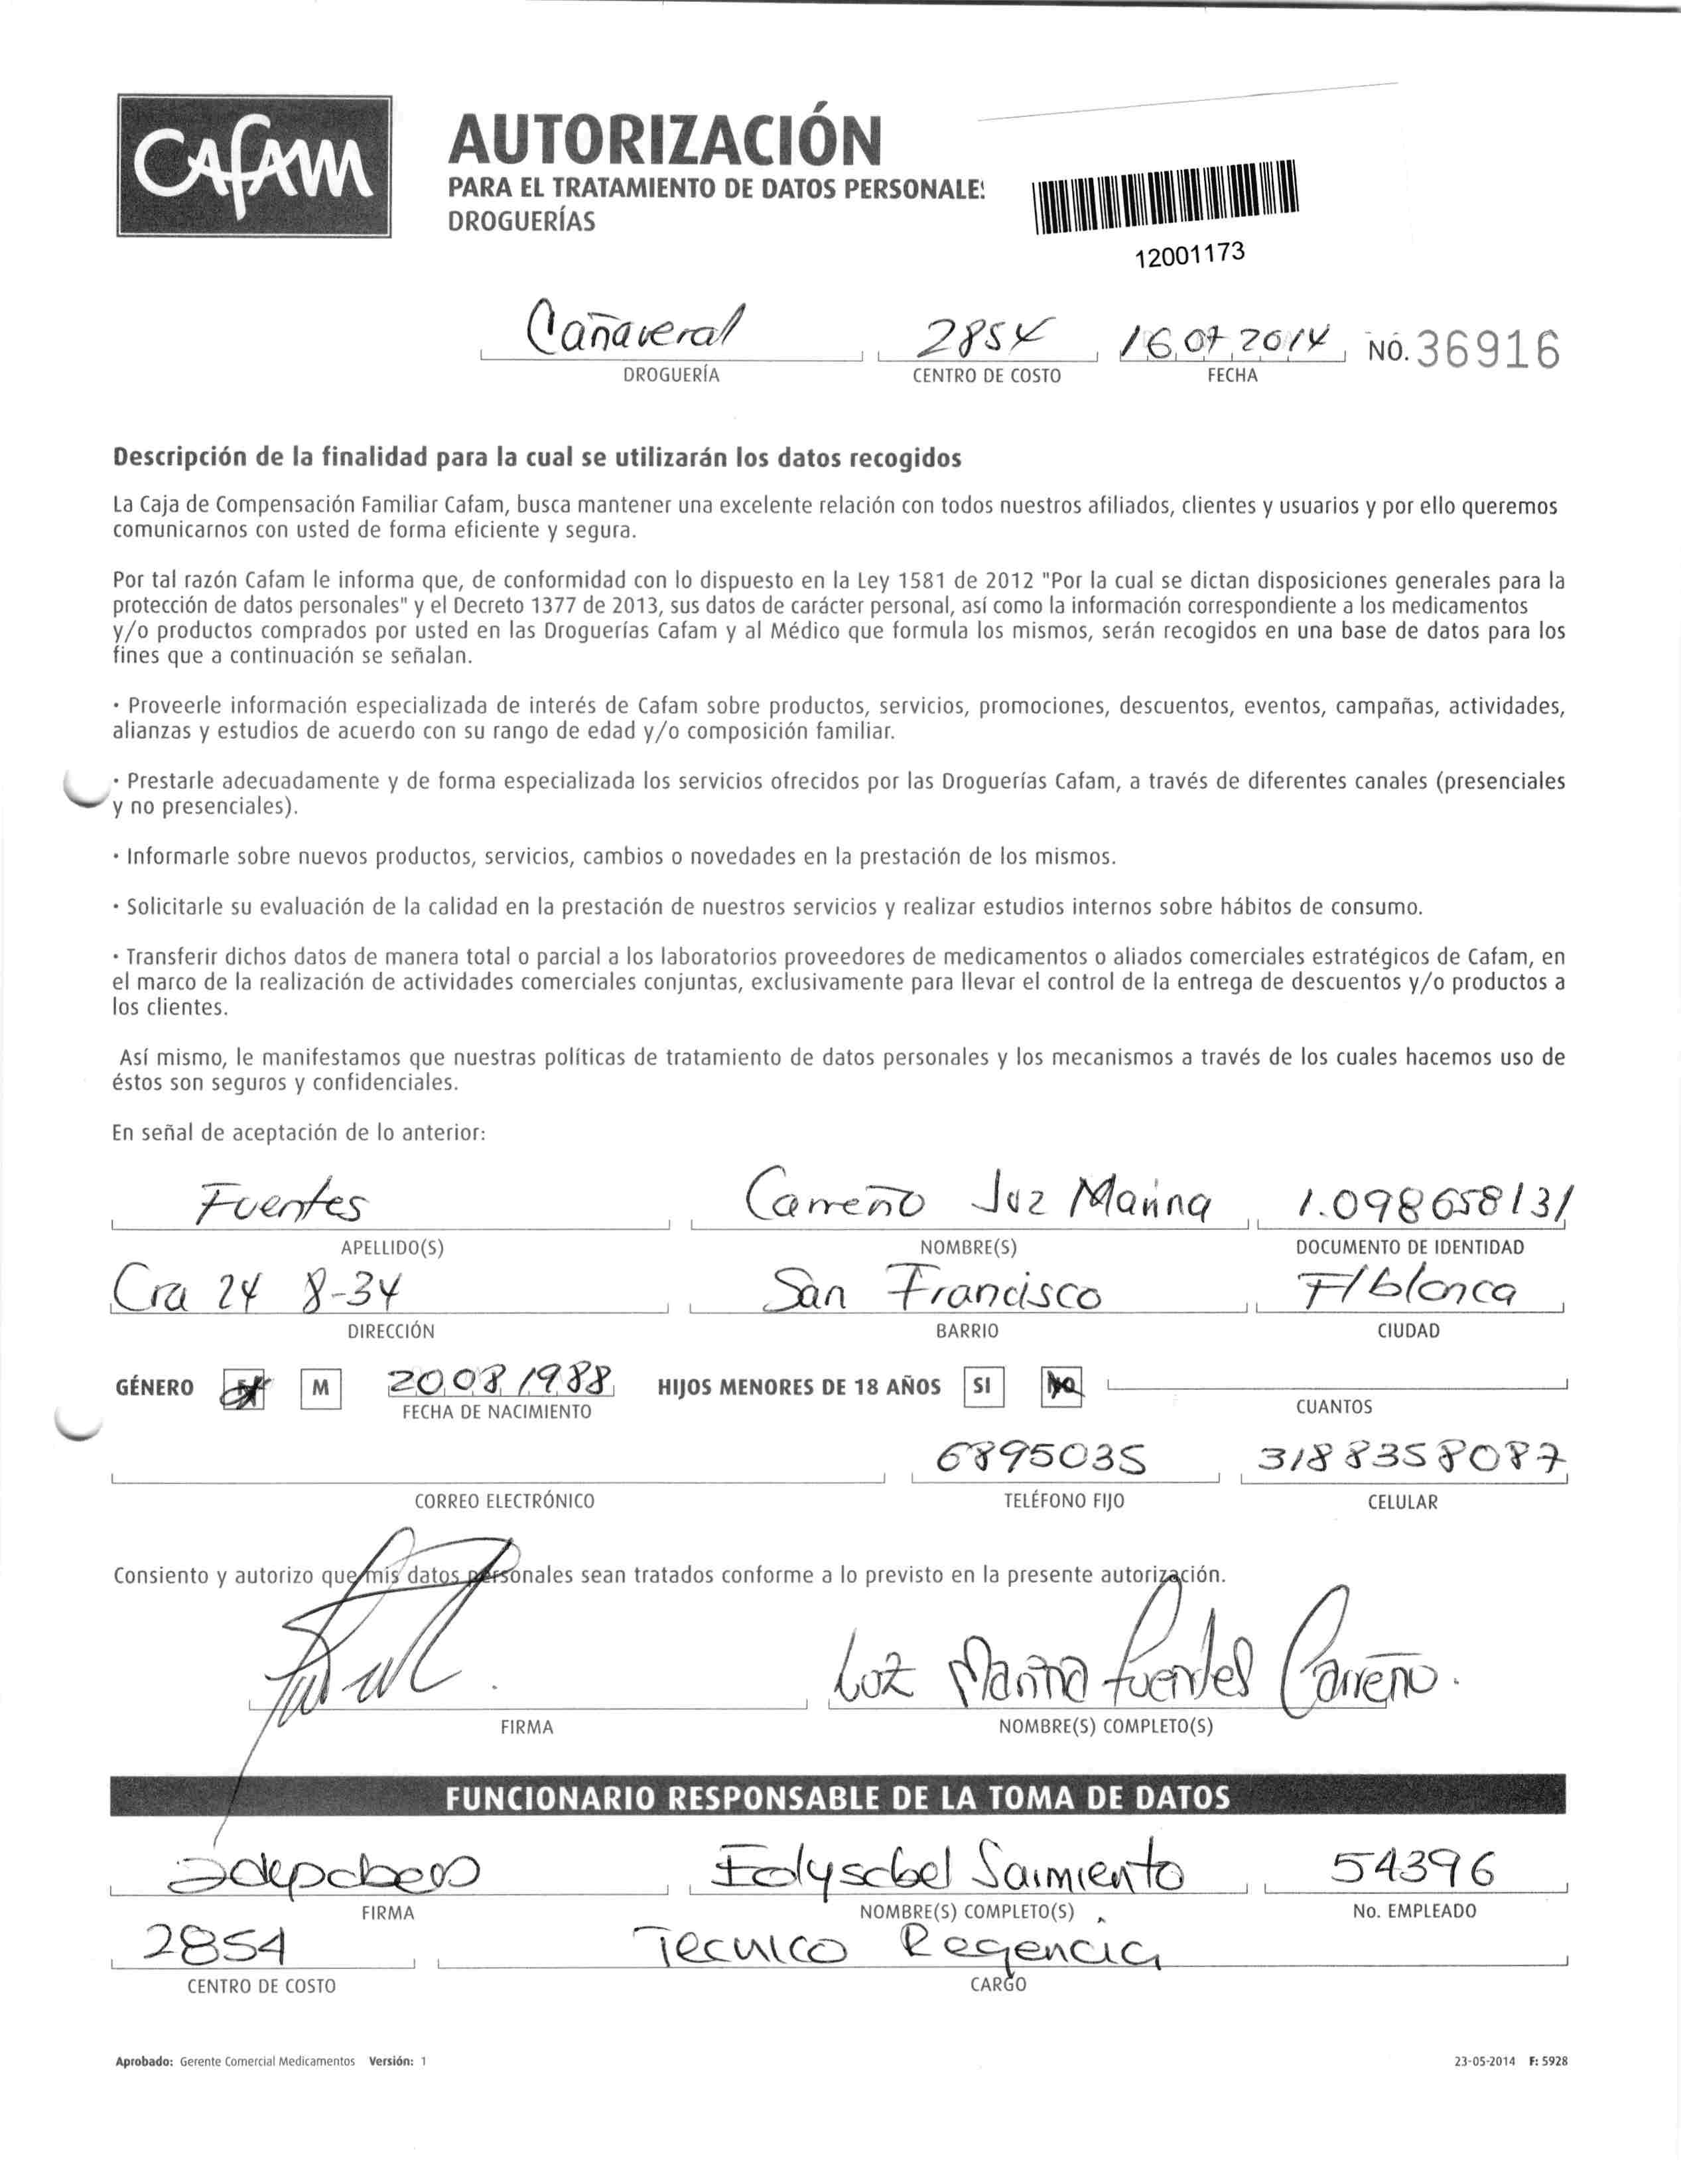 CAFAM
AUTORIZACIÓN
PARA EL TRATAMIENTO DE DATOS PERSONALE
DROGUERÍAS
12001173
Cañaveral 2854 16.07.2014 NO. 36916
DROGUERÍA CENTRO DE COSTO FECHA
Descripción de la finalidad para la cual se utilizarán los datos recogidos
La Caja de Compensación Familiar Cafam, busca mantener una excelente relación con todos nuestros afiliados, clientes y usuarios y por ello queremos
comunicarnos con usted de forma eficiente y segura.
Por tal razón Cafam le informa que, de conformidad con lo dispuesto en la Ley 1581 de 2012 "Por la cual se dictan disposiciones generales para la
protección de datos personales" y el Decreto 1377 de 2013, sus datos de carácter personal, así como la información correspondiente a los medicamentos
y/o productos comprados por usted en las Droguerías Cafam y al Médico que formula los mismos, serán recogidos en una base de datos para los
fines que a continuación se señalan.
· Proveerle información especializada de interés de Cafam sobre productos, servicios, promociones, descuentos, eventos, campañas, actividades,
alianzas y estudios de acuerdo con su rango de edad y/o composición familiar.
· Prestarle adecuadamente y de forma especializada los servicios ofrecidos por las Droguerías Cafam, a través de diferentes canales (presenciales
y no presenciales).
· Informarle sobre nuevos productos, servicios, cambios o novedades en la prestación de los mismos.
· Solicitarle su evaluación de la calidad en la prestación de nuestros servicios y realizar estudios internos sobre hábitos de consumo.
· Transferir dichos datos de manera total o parcial a los laboratorios proveedores de medicamentos o aliados comerciales estratégicos de Cafam, en
el marco de la realización de actividades comerciales conjuntas, exclusivamente para llevar el control de la entrega de descuentos y/o productos a
los clientes.
Así mismo, le manifestamos que nuestras políticas de tratamiento de datos personales y los mecanismos a través de los cuales hacemos uso de
éstos son seguros y confidenciales.
En señal de aceptación de lo anterior:
Fuentes Carreño Luz Marina 1.098658131
APELLIDO(S) NOMBRE(S) DOCUMENTO DE IDENTIDAD
Cra 24 8-34 San Francisco F/blanca
DIRECCIÓN BARRIO CIUDAD
GÉNERO F M 20.08.1988 HIJOS MENORES DE 18 AÑOS SI NO
FECHA DE NACIMIENTO CUANTOS
6895035 3188358087
CORREO ELECTRÓNICO TELÉFONO FIJO CELULAR
Consiento y autorizo que mis datos personales sean tratados conforme a lo previsto en la presente autorización.
Luz Marina Fuentes Carreño.
FIRMA NOMBRE(S) COMPLETO(S)
FUNCIONARIO RESPONSABLE DE LA TOMA DE DATOS
Sarmiento 54396
FIRMA NOMBRE(S) COMPLETO(S) No. EMPLEADO
2854 Tecnico Regencia
CENTRO DE COSTO CARGO
Aprobado: Gerente Comercial Medicamentos Versión: 1 23-05-2014 F: 5928